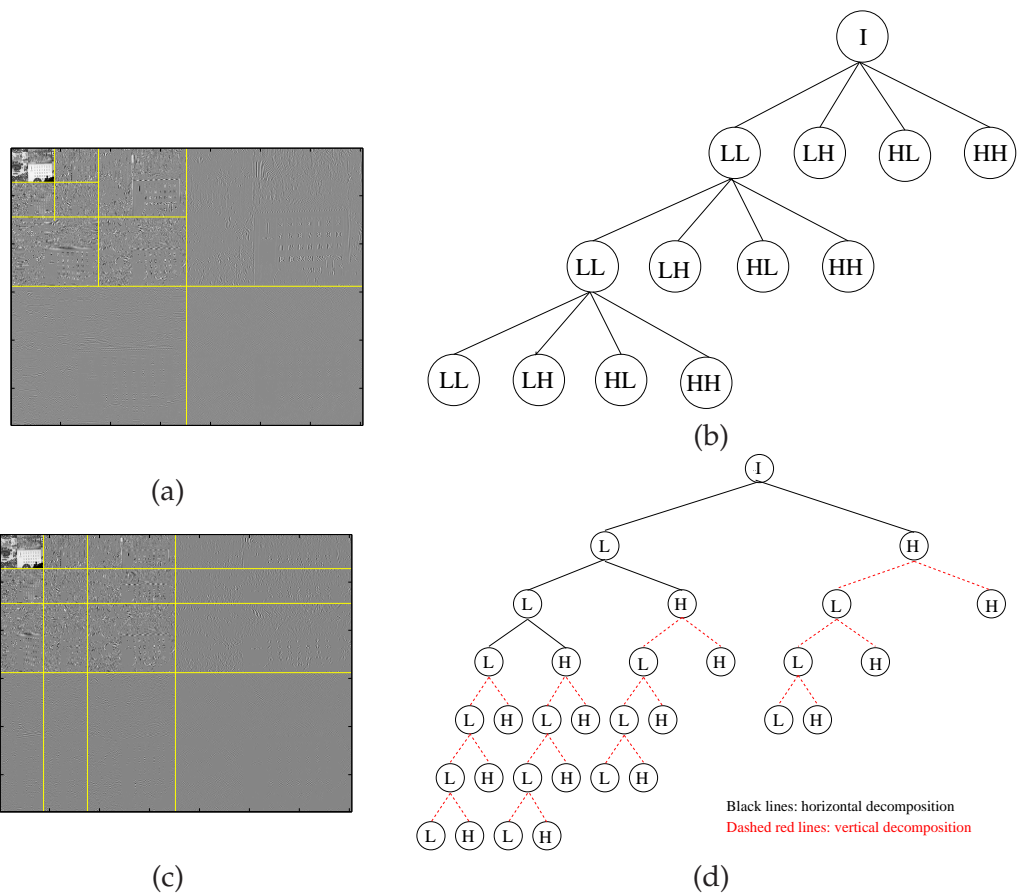 I
LL LH HL HH
LL LH HL HH
LL LH HL HH
(a)
(b)
I
L H
L H L H
L H L H L H
L H L H L H L H
L H L H L H
L H L H
Black lines: horizontal decomposition
Dashed red lines: vertical decomposition
(c)
(d)